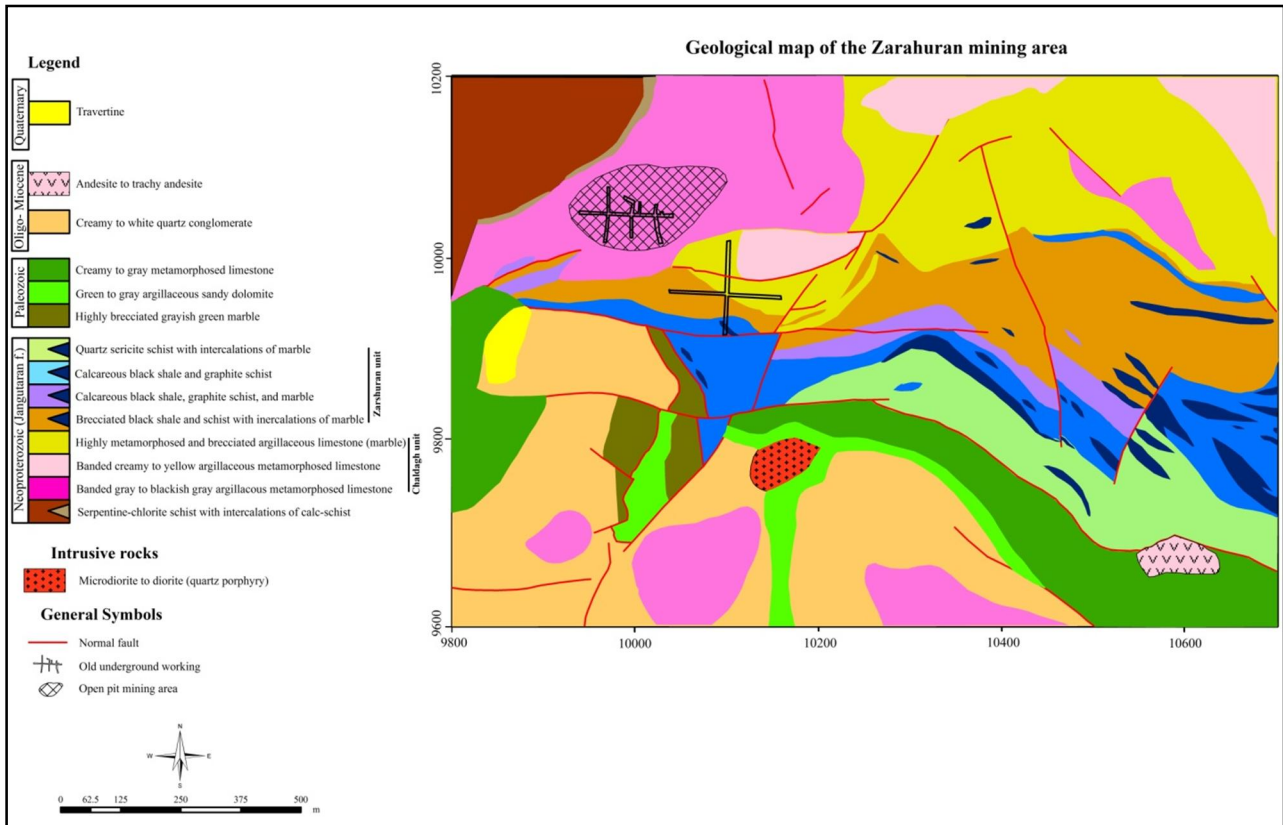 Geological map of the Zarahuran mining area
Legend
Quaternary
Travertine
Oligo- Miocene
Andesite to trachy andesite
Creamy to white quartz conglomerate
Paleozoic
Creamy to gray metamorphosed limestone
Green to gray argillaceous sandy dolomite
Highly brecciated grayish green marble
Neoproterozoic (Jangutaran f.)
Quartz sericite schist with intercalations of marble
Calcareous black shale and graphite schist
Calcareous black shale, graphite schist, and marble
Brecciated black shale and schist with inercalations of marble
Zarshuran unit
Highly metamorphosed and brecciated argillaceous limestone (marble)
Banded creamy to yellow argillaceous metamorphosed limestone
Banded gray to blackish gray argillacous metamorphosed limestone
Chaldagh unit
Serpentine-chlorite schist with intercalations of calc-schist
Intrusive rocks
Microdiorite to diorite (quartz porphyry)
General Symbols
Normal fault
Old underground working
Open pit mining area
N
W E
S
0 62.5 125 250 375 500 m
10200
10000
9800
9600
9800 10000 10200 10400 10600